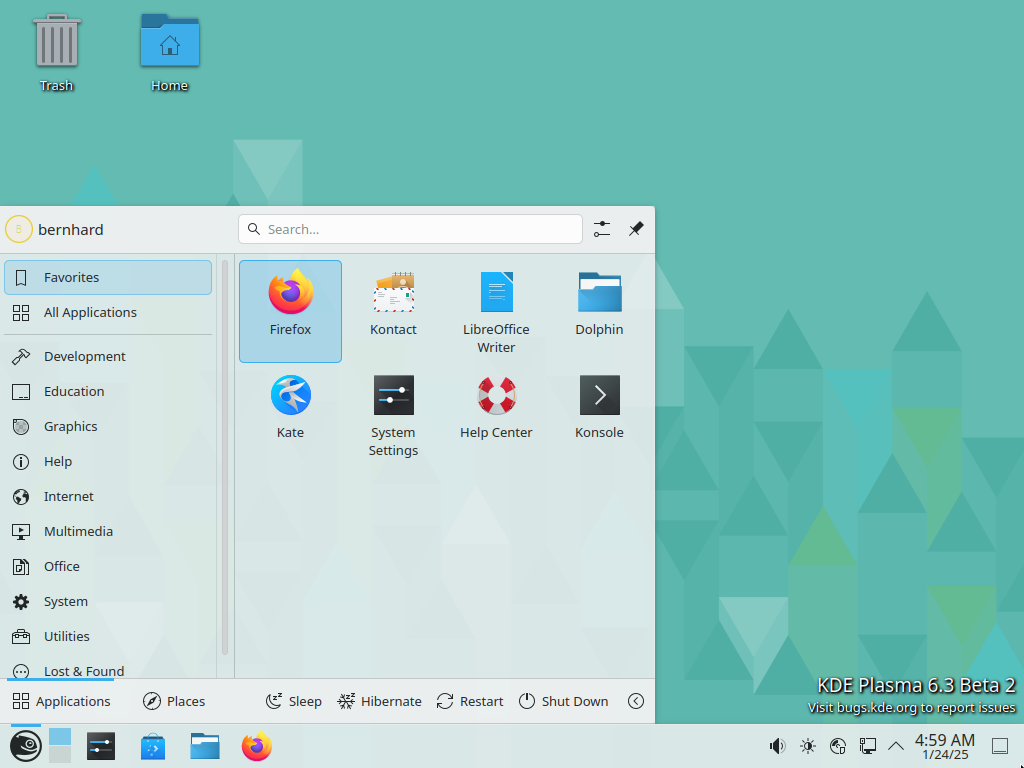 Trash
Home
B
bernhard
Search...
Favorites
All Applications
Development
Education
Graphics
Help
Internet
Multimedia
Office
System
Utilities
Lost & Found
Firefox
Kontact
LibreOffice
Writer
Dolphin
Kate
System
Settings
Help Center
Konsole
Applications
Places
Sleep
Hibernate
Restart
Shut Down
KDE Plasma 6.3 Beta 2
Visit bugs.kde.org to report issues
4:59 AM
1/24/25